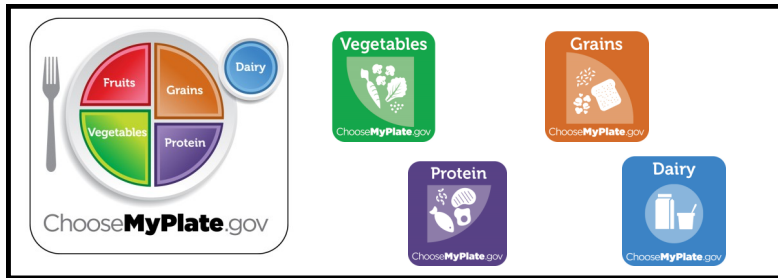 Fruits
Grains
Dairy
Vegetables
Protein
ChooseMyPlate.gov
Vegetables
ChooseMyPlate.gov
Grains
ChooseMyPlate.gov
Protein
ChooseMyPlate.gov
Dairy
ChooseMyPlate.gov